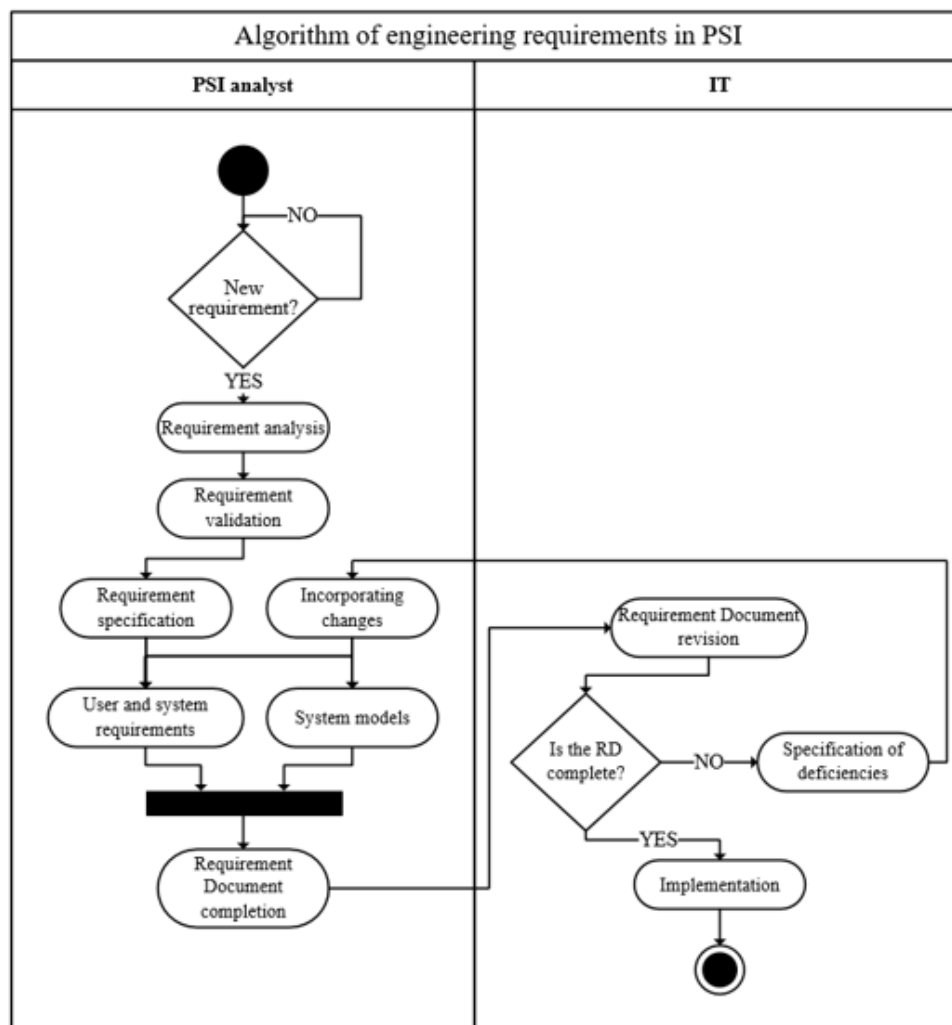 Algorithm of engineering requirements in PSI
PSI analyst
IT
NO
New
requirement?
YES
Requirement analysis
Requirement
validation
Requirement
specification
Incorporating
changes
User and system
requirements
System models
Requirement
Document
completion
Requirement Document
revision
Is the RD
complete?
NO
Specification of
deficiencies
YES
Implementation